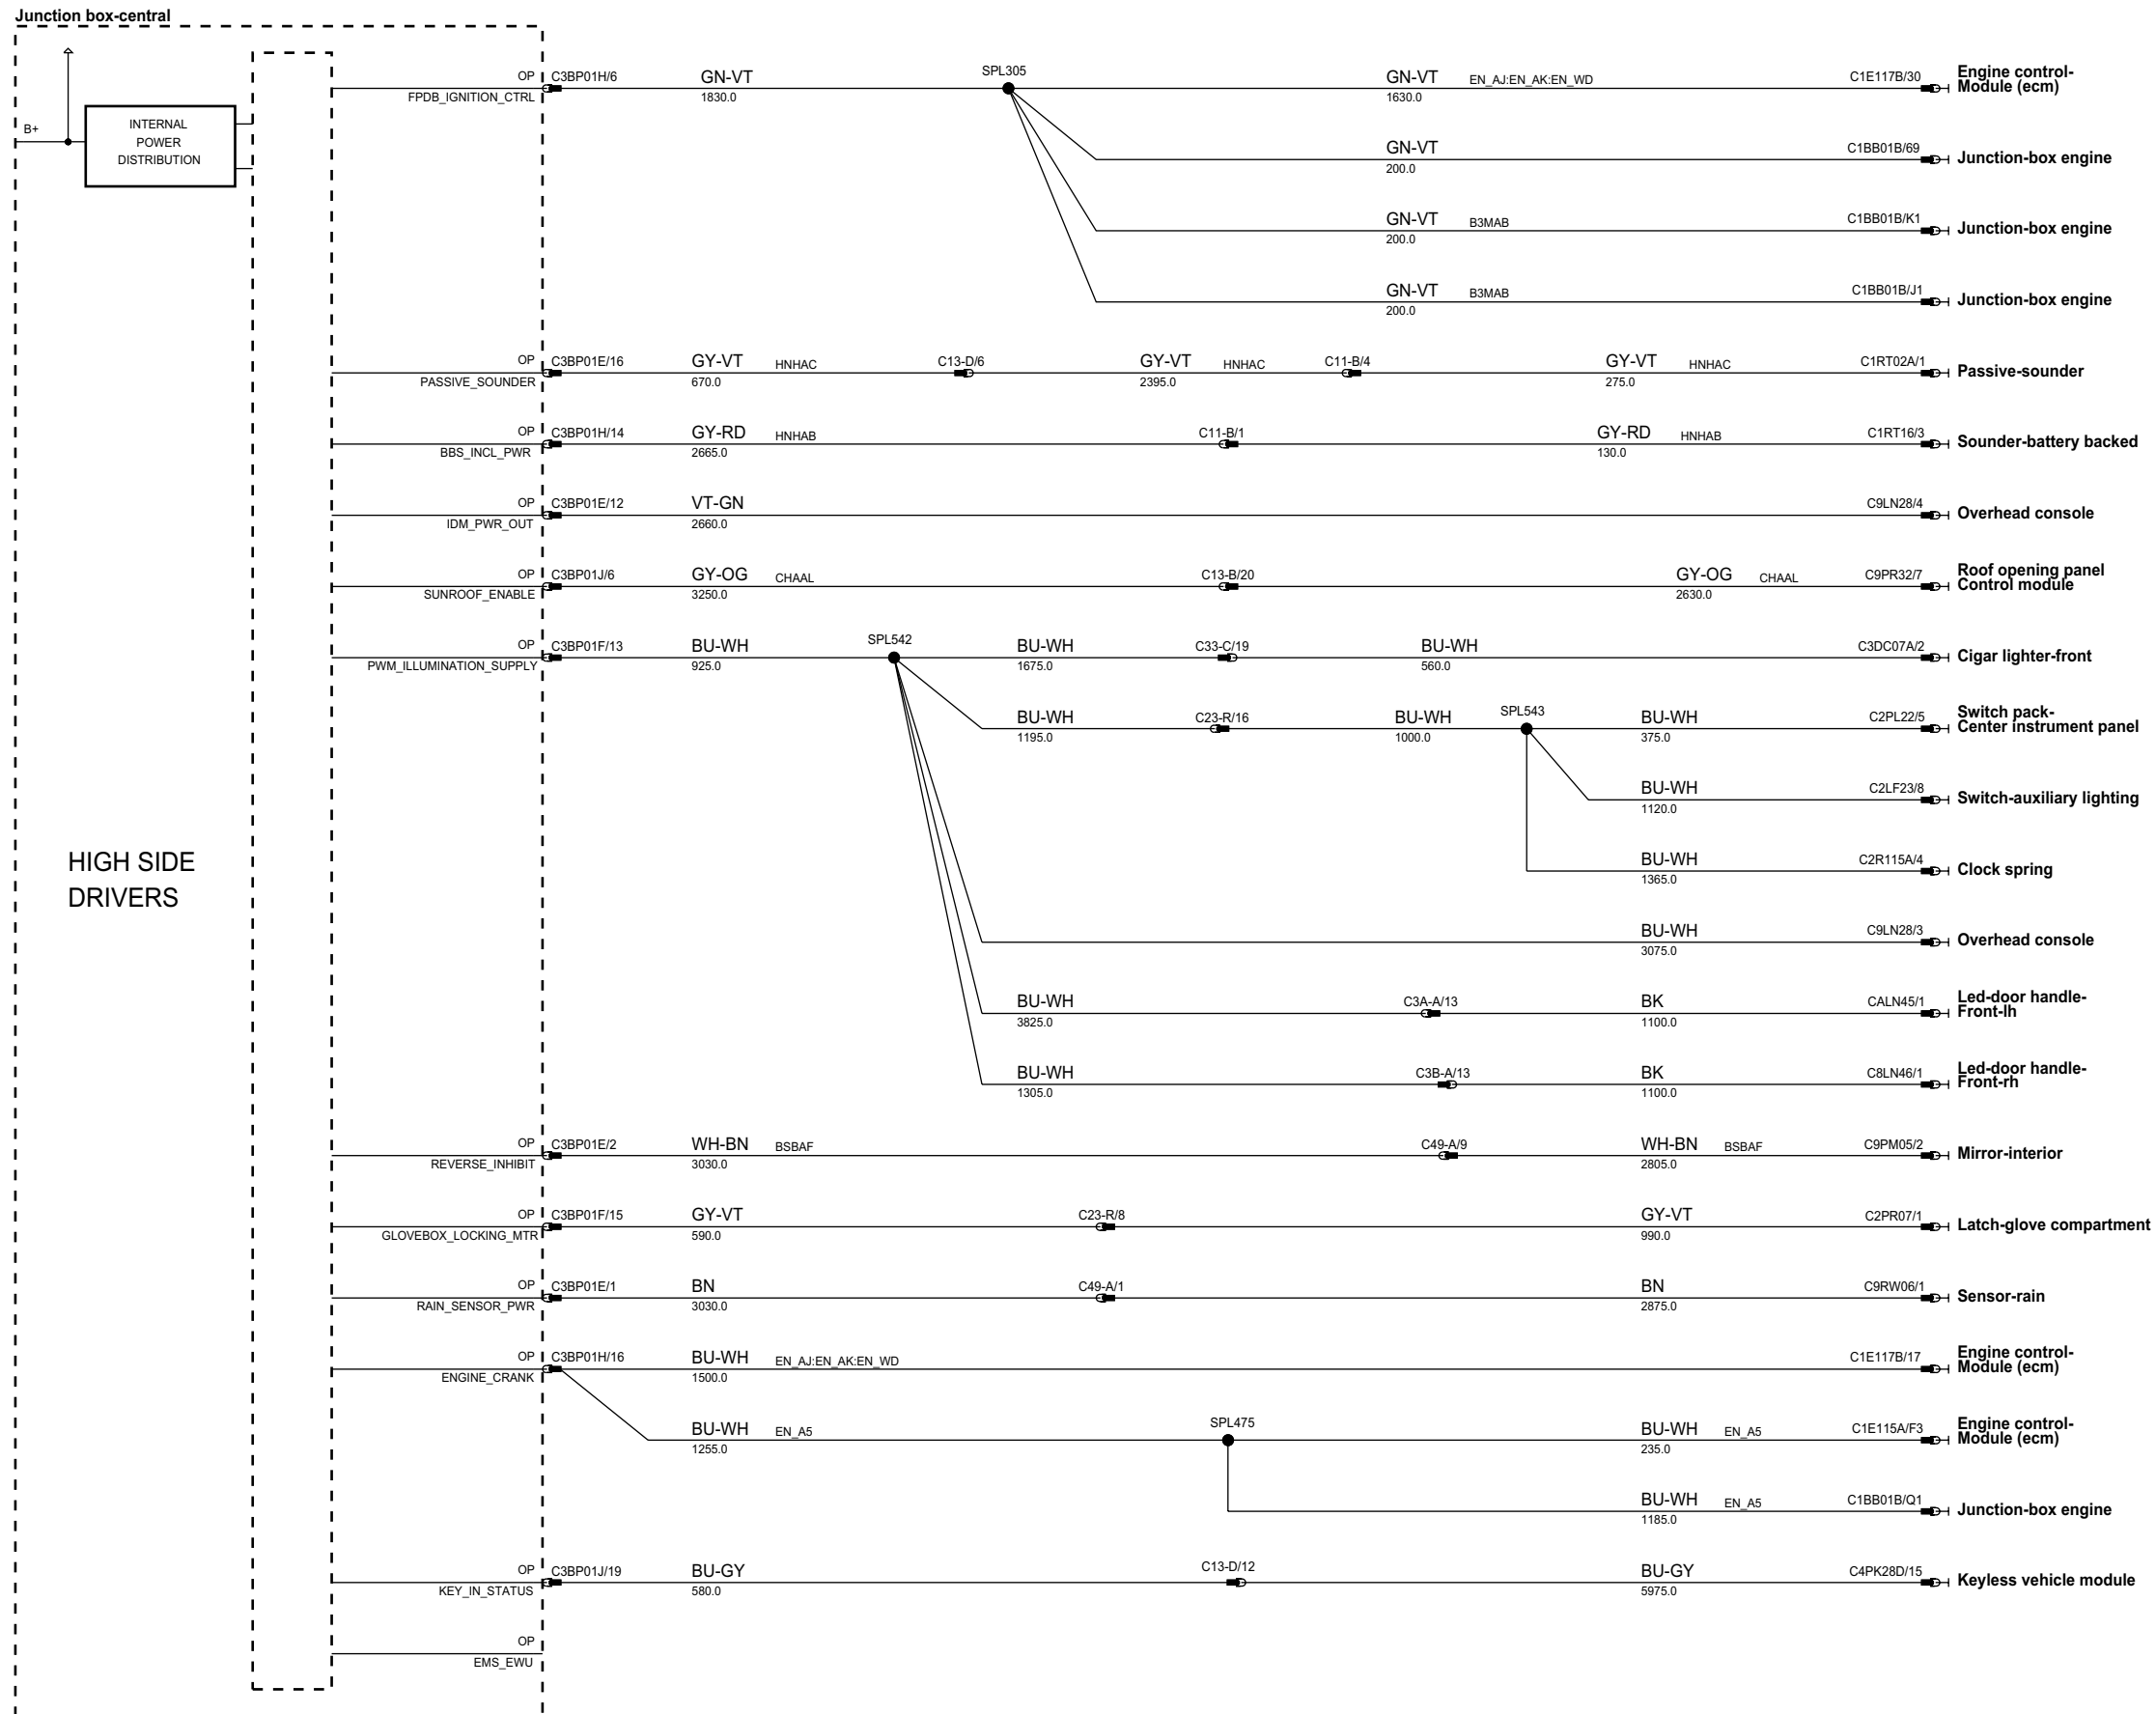 Junction box-central
B+
INTERNAL
POWER
DISTRIBUTION
HIGH SIDE
DRIVERS
OP C3BP01H/6 GN-VT SPL305 GN-VT EN_AJ:EN_AK:EN_WD C1E117B/30 Engine control-
Module (ecm)
FPDB_IGNITION_CTRL 1830.0 1630.0
GN-VT C1BB01B/69 Junction-box engine
200.0
GN-VT B3MAB C1BB01B/K1 Junction-box engine
200.0
GN-VT B3MAB C1BB01B/J1 Junction-box engine
200.0
OP C3BP01E/16 GY-VT HNHAC C13-D/6 GY-VT HNHAC C11-B/4 GY-VT HNHAC C1RT02A/1 Passive-sounder
PASSIVE_SOUNDER 670.0 2395.0 275.0
OP C3BP01H/14 GY-RD HNHAB C11-B/1 GY-RD HNHAB C1RT16/3 Sounder-battery backed
BBS_INCL_PWR 2665.0 130.0
OP C3BP01E/12 VT-GN C9LN28/4 Overhead console
IDM_PWR_OUT 2660.0
OP C3BP01J/6 GY-OG CHAAL C13-B/20 GY-OG CHAAL C9PR32/7 Roof opening panel
Control module
SUNROOF_ENABLE 3250.0 2630.0
OP C3BP01F/13 BU-WH SPL542 BU-WH C33-C/19 BU-WH C3DC07A/2 Cigar lighter-front
PWM_ILLUMINATION_SUPPLY 925.0 1675.0 560.0
BU-WH C23-R/16 BU-WH SPL543 BU-WH C2PL22/5 Switch pack-
Center instrument panel
1195.0 1000.0 375.0
BU-WH C2LF23/8 Switch-auxiliary lighting
1120.0
BU-WH C2R115A/4 Clock spring
1365.0
BU-WH C9LN28/3 Overhead console
3075.0
BU-WH C3A-A/13 BK CALN45/1 Led-door handle-
Front-lh
3825.0 1100.0
BU-WH C3B-A/13 BK C8LN46/1 Led-door handle-
Front-rh
1305.0 1100.0
OP C3BP01E/2 WH-BN BSBAF C49-A/9 WH-BN BSBAF C9PM05/2 Mirror-interior
REVERSE_INHIBIT 3030.0 2805.0
OP C3BP01F/15 GY-VT C23-R/8 GY-VT C2PR07/1 Latch-glove compartment
GLOVEBOX_LOCKING_MTR 590.0 990.0
OP C3BP01E/1 BN C49-A/1 BN C9RW06/1 Sensor-rain
RAIN_SENSOR_PWR 3030.0 2875.0
OP C3BP01H/16 BU-WH EN_AJ:EN_AK:EN_WD C1E117B/17 Engine control-
Module (ecm)
ENGINE_CRANK 1500.0
BU-WH EN_A5 SPL475 BU-WH EN_A5 C1E115A/F3 Engine control-
Module (ecm)
1255.0 235.0
BU-WH EN_A5 C1BB01B/Q1 Junction-box engine
1185.0
OP C3BP01J/19 BU-GY C13-D/12 BU-GY C4PK28D/15 Keyless vehicle module
KEY_IN_STATUS 580.0 5975.0
OP
EMS_EWU